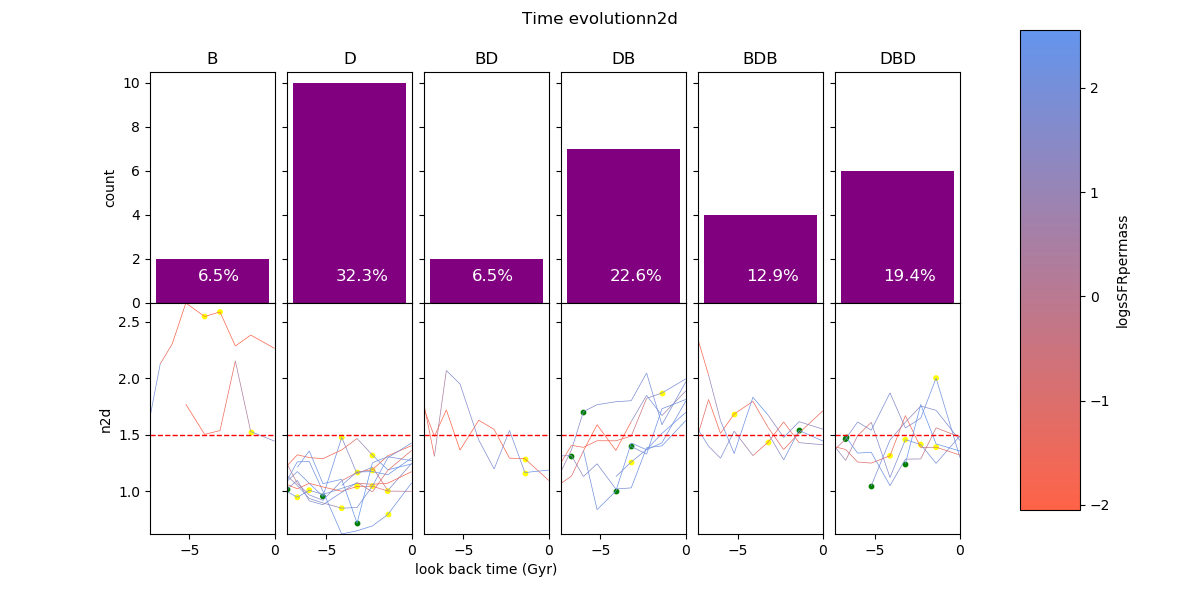 Time evolutionn2d
B D BD DB BDB DBD
10
8
6
4
2
0
count
6.5% 32.3% 6.5% 22.6% 12.9% 19.4%
2.5
2.0
1.5
1.0
n2d
−5 0 −5 0 −5 0 −5 0 −5 0 −5 0
look back time (Gyr)
2
1
0
−1
−2
logsSFRpermass